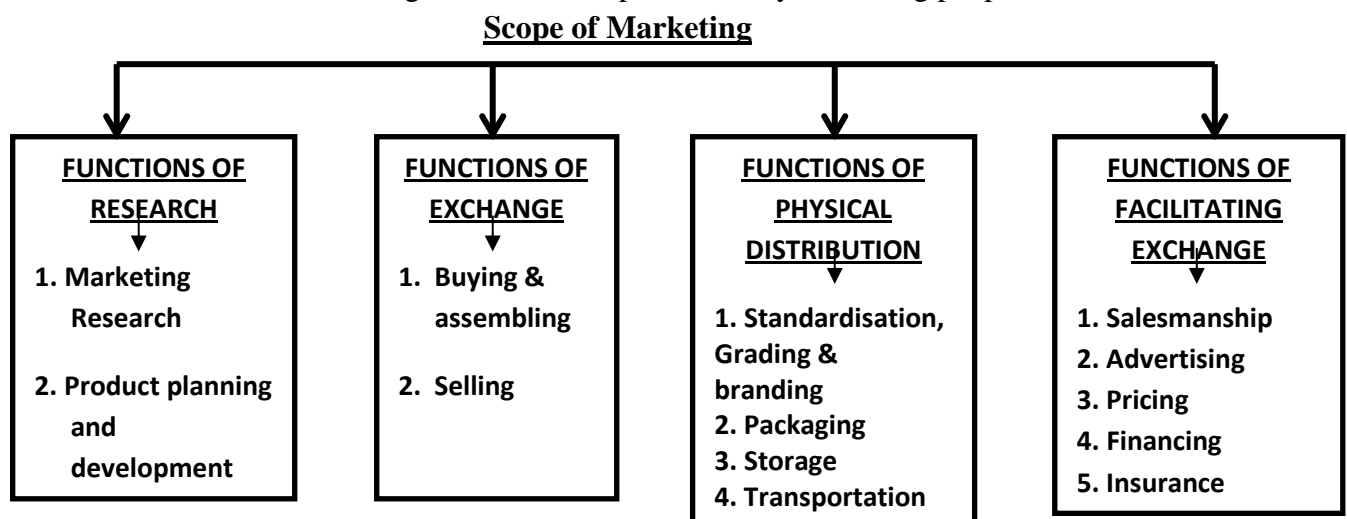 Scope of Marketing
FUNCTIONS OF
RESEARCH
1. Marketing
Research
2. Product planning
and
development
FUNCTIONS OF
EXCHANGE
1. Buying &
assembling
2. Selling
FUNCTIONS OF
PHYSICAL
DISTRIBUTION
1. Standardisation,
Grading &
branding
2. Packaging
3. Storage
4. Transportation
FUNCTIONS OF
FACILITATING
EXCHANGE
1. Salesmanship
2. Advertising
3. Pricing
4. Financing
5. Insurance